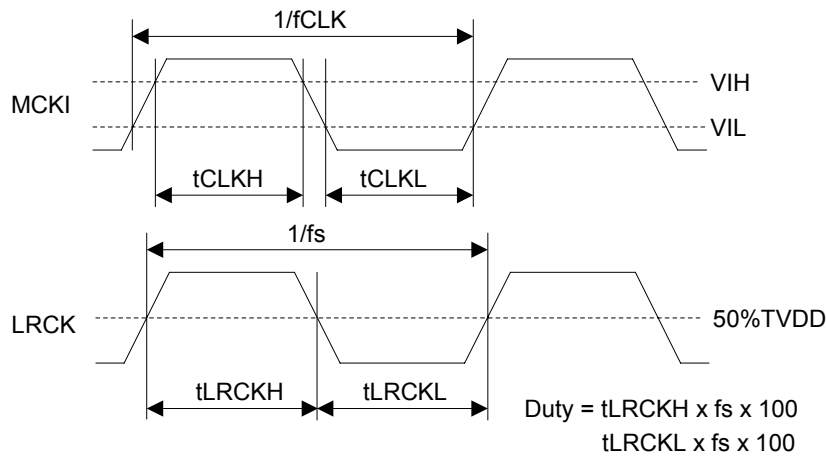 1/fCLK
VIH
MCKI
VIL
tCLKH
tCLKL
1/fs
LRCK
50%TVDD
tLRCKH
tLRCKL
Duty = tLRCKH x fs x 100
tLRCKL x fs x 100